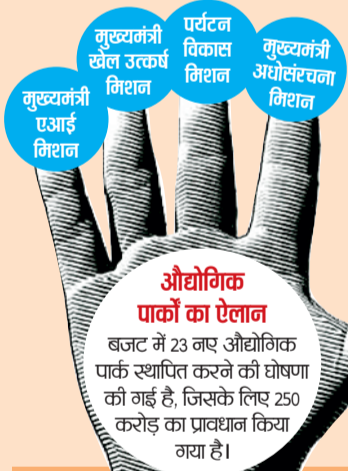 मुख्यमंत्री
एआई
मिशन
मुख्यमंत्री
खेल उत्कर्ष
मिशन
पर्यटन
विकास
मिशन
मुख्यमंत्री
अधोसंरचना
मिशन
औद्योगिक
पार्कों का ऐलान
बजट में 23 नए औद्योगिक
पार्क स्थापित करने की घोषणा
की गई है, जिसके लिए 250
करोड़ का प्रावधान किया
गया है।